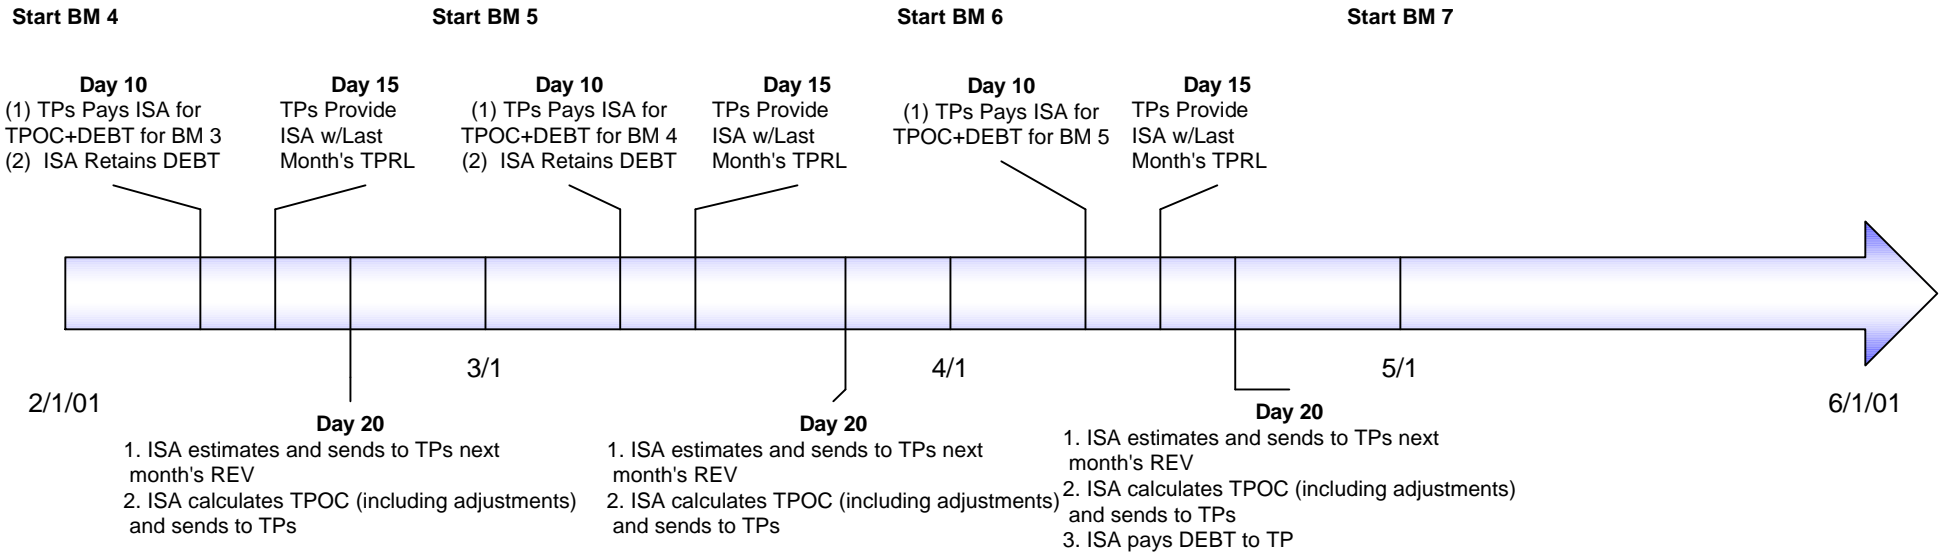 Start BM 4
Start BM 5
Start BM 6
Start BM 7
Day 10
(1) TPs Pays ISA for
TPOC+DEBT for BM 3
(2) ISA Retains DEBT
Day 15
TPs Provide
ISA w/Last
Month's TPRL
Day 10
(1) TPs Pays ISA for
TPOC+DEBT for BM 4
(2) ISA Retains DEBT
Day 15
TPs Provide
ISA w/Last
Month's TPRL
Day 10
(1) TPs Pays ISA for
TPOC+DEBT for BM 5
Day 15
TPs Provide
ISA w/Last
Month's TPRL
2/1/01
3/1
4/1
5/1
6/1/01
Day 20
1. ISA estimates and sends to TPs next
month's REV
2. ISA calculates TPOC (including adjustments)
and sends to TPs
Day 20
1. ISA estimates and sends to TPs next
month's REV
2. ISA calculates TPOC (including adjustments)
and sends to TPs
Day 20
1. ISA estimates and sends to TPs next
month's REV
2. ISA calculates TPOC (including adjustments)
and sends to TPs
3. ISA pays DEBT to TP